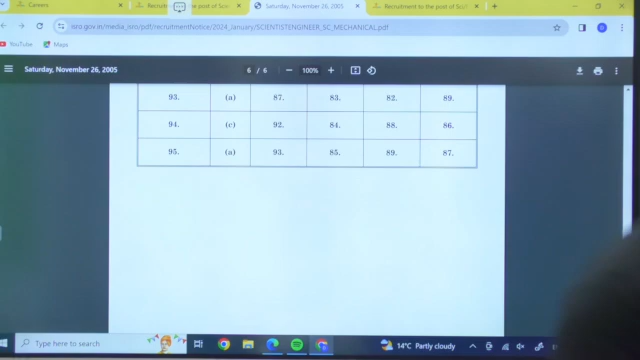 Careers
Recruitm
e post of Scie
Saturday, November 26, 2005
Recruitment to the post of Scie
isro.gov.in/media_isro/pdf/recruitmentNotice/2024_January/SCIENTISTENGINEER_SC_MECHANICAL.pdf
YouTube Maps
Saturday, November 26, 2005 6 / 6 100%
93. (a) 87. 83. 82. 89.
94. (c) 92. 84. 88. 86.
95. (a) 93. 85. 89. 87.
Type here to search 14°C Partly cloudy